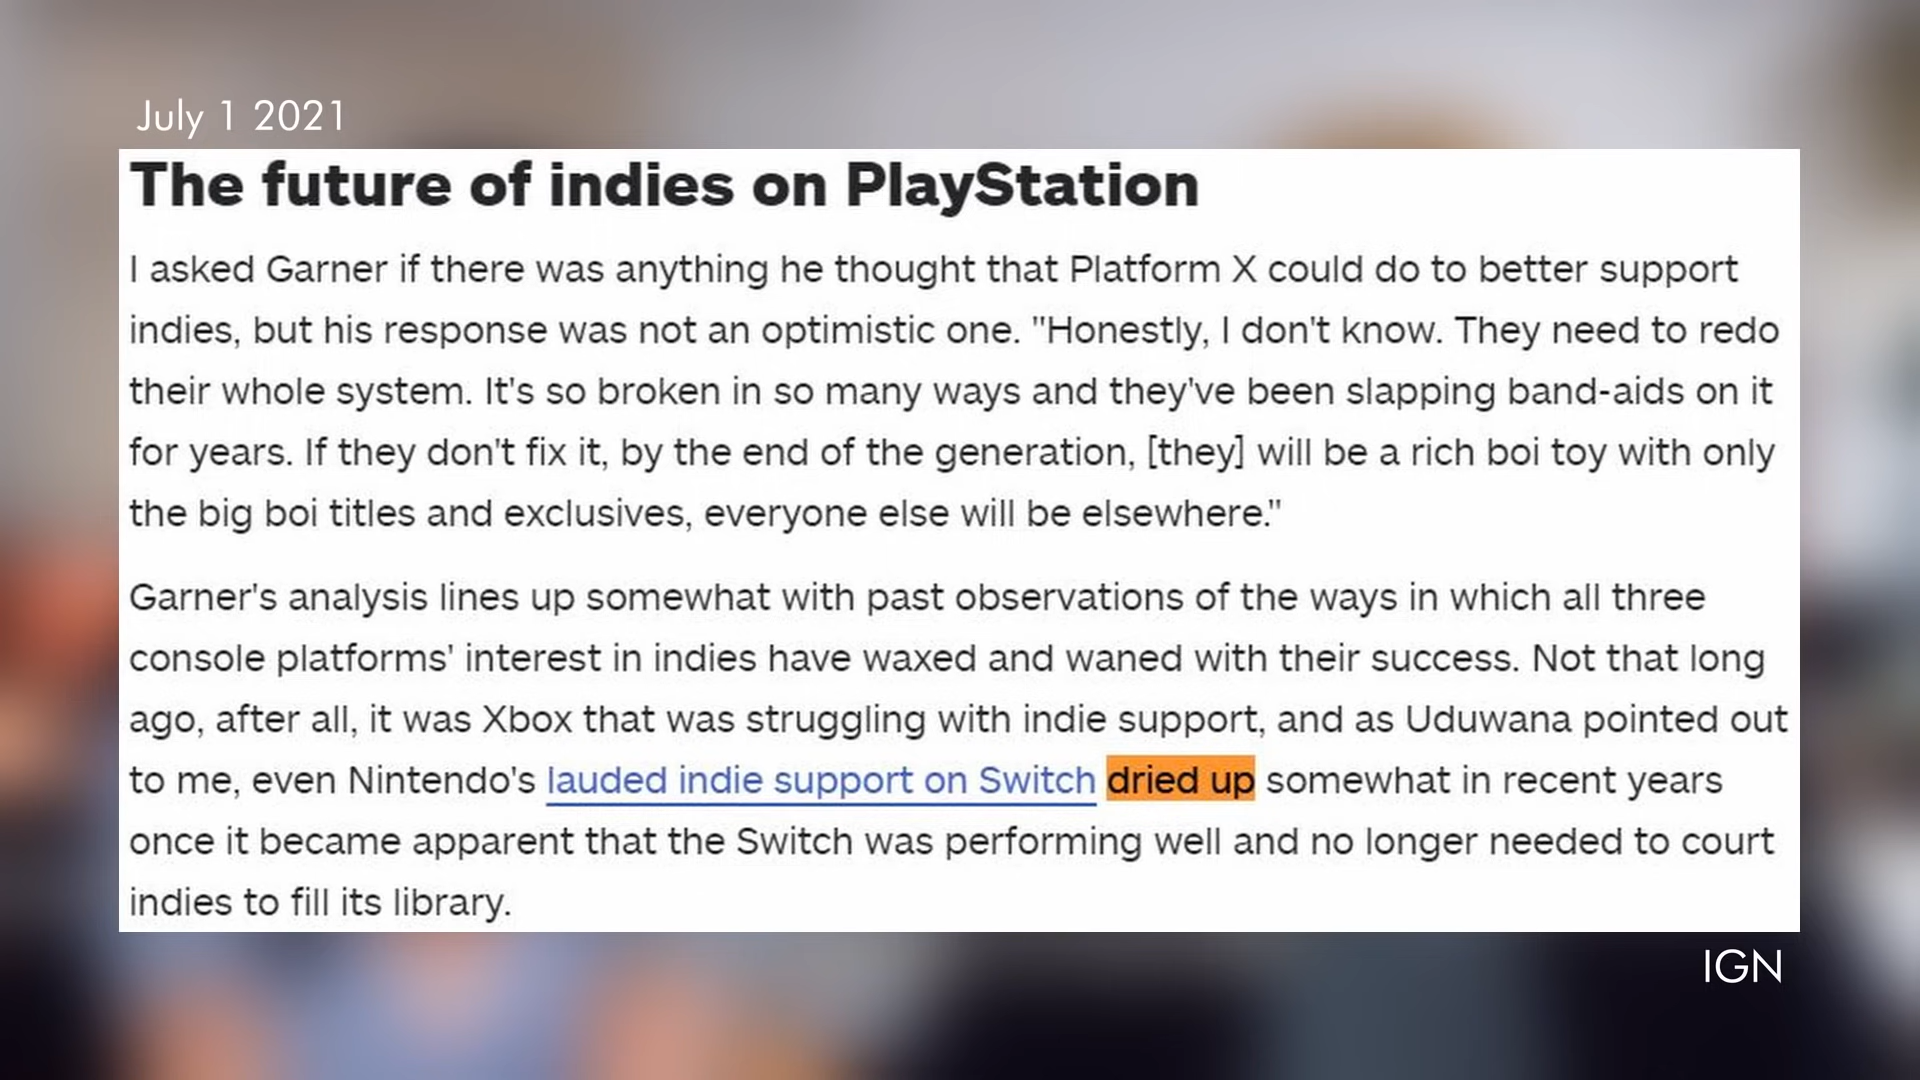 July 1 2021
The future of indies on PlayStation
I asked Garner if there was anything he thought that Platform X could do to better support
indies, but his response was not an optimistic one. "Honestly, I don't know. They need to redo
their whole system. It's so broken in so many ways and they've been slapping band-aids on it
for years. If they don't fix it, by the end of the generation, [they] will be a rich boi toy with only
the big boi titles and exclusives, everyone else will be elsewhere."
Garner's analysis lines up somewhat with past observations of the ways in which all three
console platforms' interest in indies have waxed and waned with their success. Not that long
ago, after all, it was Xbox that was struggling with indie support, and as Uduwana pointed out
to me, even Nintendo's lauded indie support on Switch dried up somewhat in recent years
once it became apparent that the Switch was performing well and no longer needed to court
indies to fill its library.
IGN